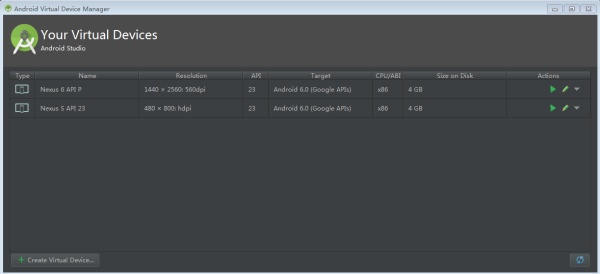 Android Virtual Device Manager
Your Virtual Devices
Android Studio
Type Name Resolution API Target CPU/ABI Size on Disk Actions
Nexus 6 API P 1440 × 2560: 560dpi 23 Android 6.0 (Google APIs) x86 4 GB
Nexus S API 23 480 × 800: hdpi 23 Android 6.0 (Google APIs) x86 4 GB
Create Virtual Device...